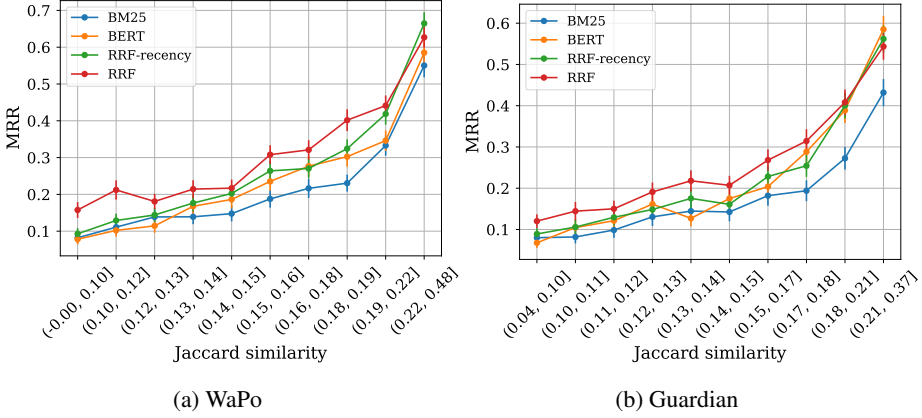 0.7
0.6
0.5
0.4
0.3
0.2
0.1
MRR
BM25
BERT
RRF-recency
RRF
(-0.00, 0.10]
(0.10, 0.12]
(0.12, 0.13]
(0.13, 0.14]
(0.14, 0.15]
(0.15, 0.16]
(0.16, 0.18]
(0.18, 0.19]
(0.19, 0.22]
(0.22, 0.48]
Jaccard similarity
(a) WaPo
0.6
0.5
0.4
0.3
0.2
0.1
MRR
BM25
BERT
RRF-recency
RRF
(0.04, 0.10]
(0.10, 0.11]
(0.11, 0.12]
(0.12, 0.13]
(0.13, 0.14]
(0.14, 0.15]
(0.15, 0.17]
(0.17, 0.18]
(0.18, 0.21]
(0.21, 0.37]
Jaccard similarity
(b) Guardian